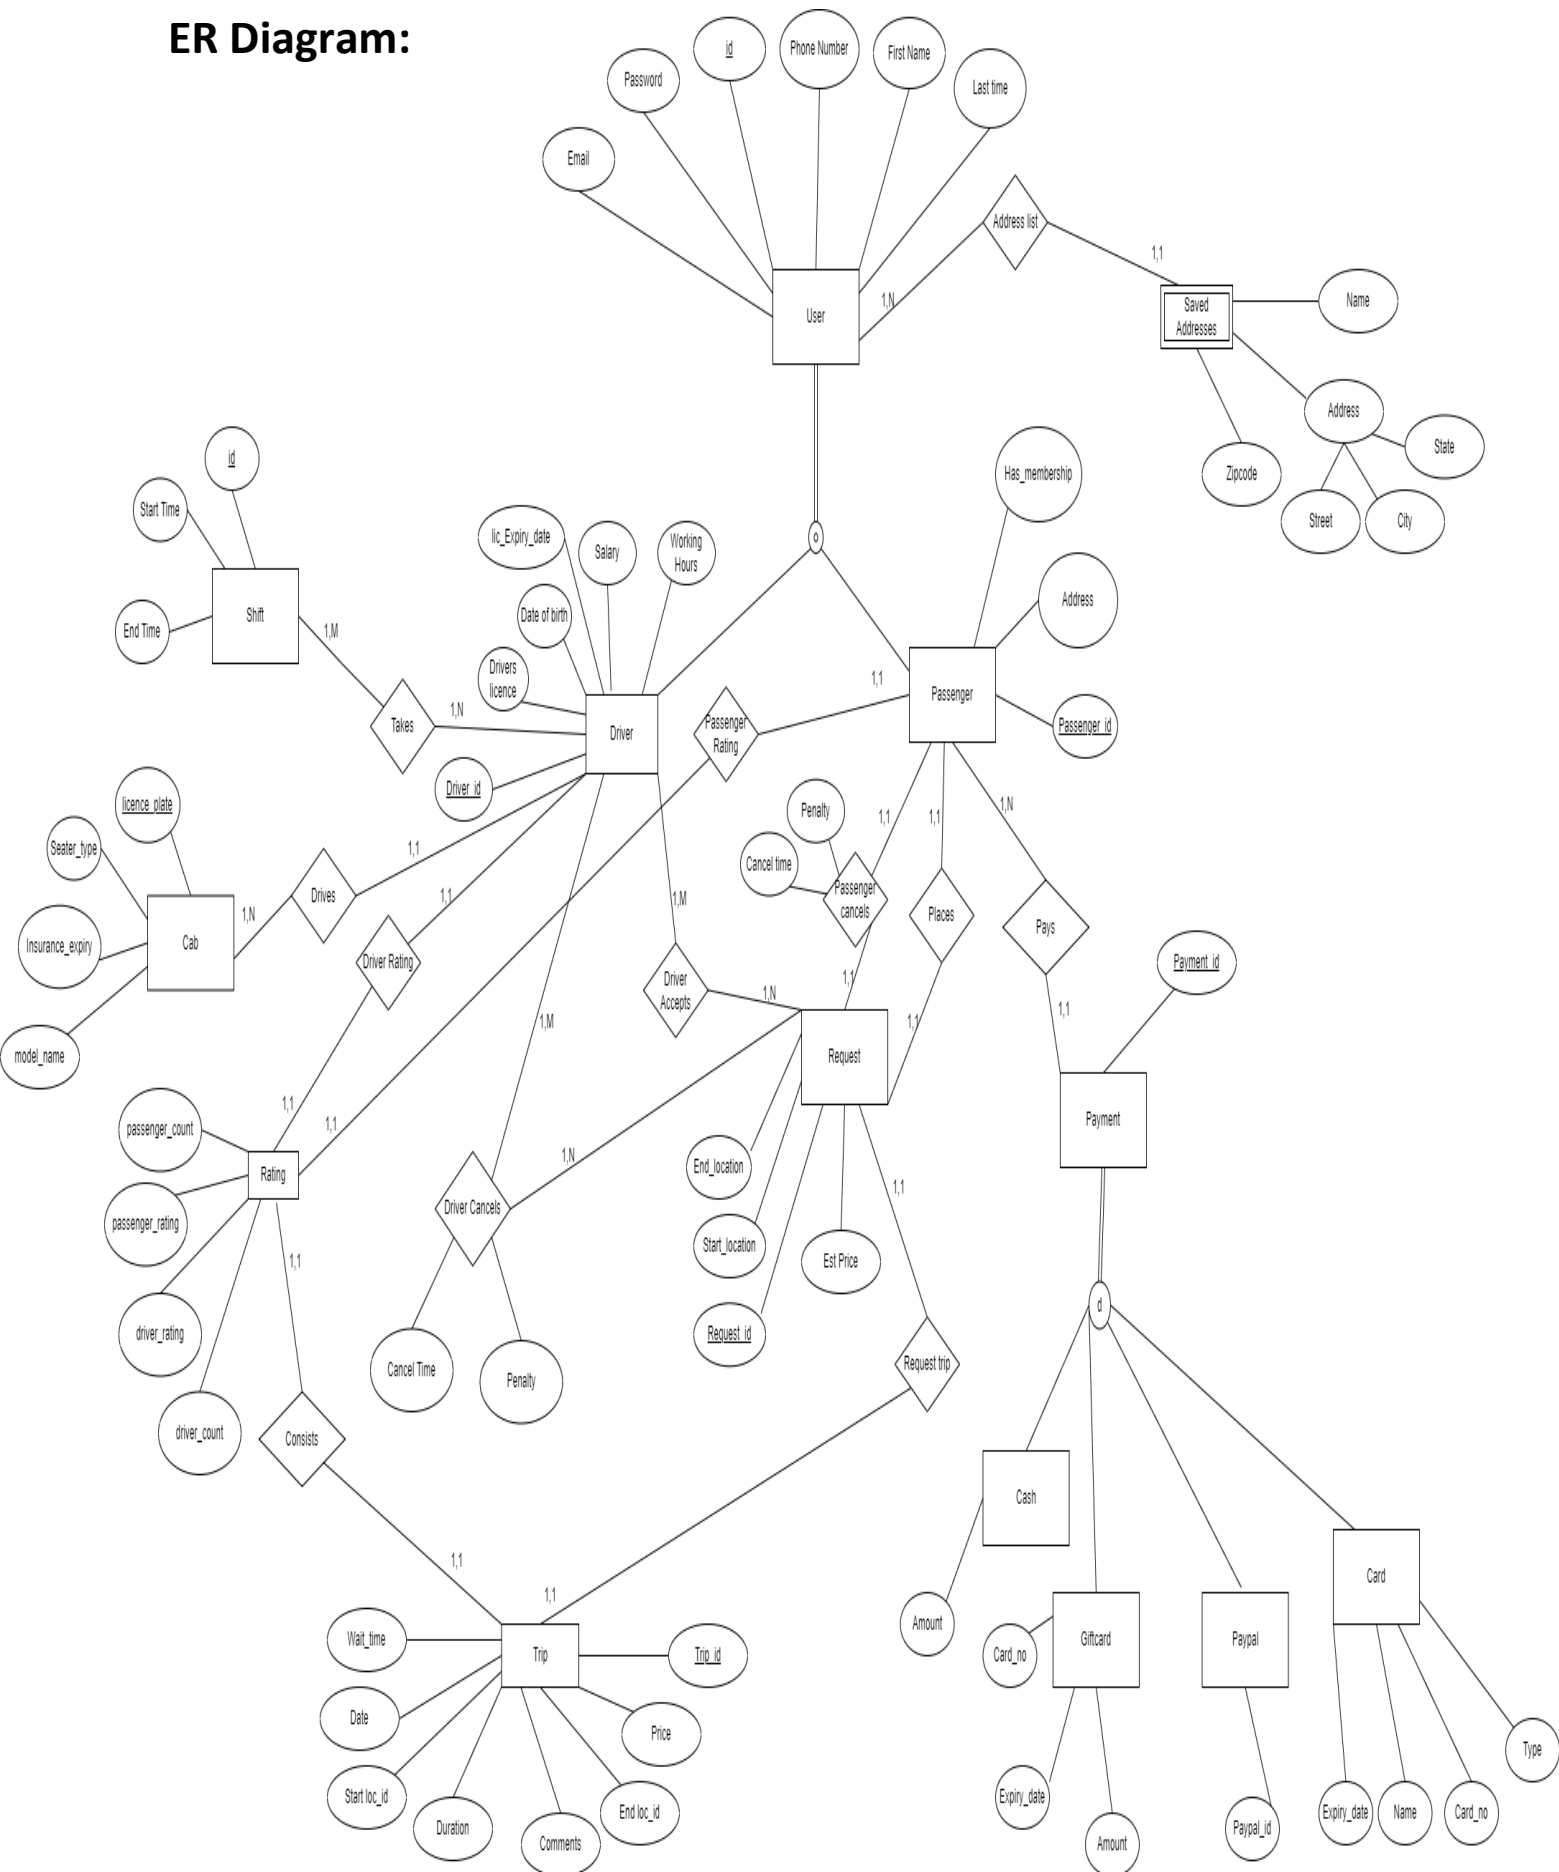 ER Diagram:
id
Phone Number
First Name
Last time
Password
Email
Address list
1,1
1,N
User
Saved
Addresses
Name
Address
State
Zipcode
Street
City
id
Start Time
End Time
Shift
1,M
Takes
1,N
lic_Expiry_date
Salary
Working
Hours
Date of birth
Drivers
licence
Driver_id
Driver
o
Has_membership
Address
Passenger_id
Passenger
1,1
Passenger
Rating
licence_plate
Seater_type
Insurance_expiry
model_name
Cab
1,N
Drives
1,1
1,1
Driver Rating
1,1
1,1
1,M
Driver
Accepts
1,N
1,M
Penalty
Cancel time
Passenger
cancels
1,1
1,1
1,1
Places
1,1
1,N
Pays
1,1
Payment_id
Payment
Request
End_location
Start_location
Request_id
Est Price
1,1
Request trip
1,1
passenger_count
passenger_rating
driver_rating
driver_count
Rating
1,1
Consists
1,1
1,N
Driver Cancels
Cancel Time
Penalty
d
Cash
Amount
Giftcard
Card_no
Expiry_date
Amount
Paypal
Paypal_id
Card
Expiry_date
Name
Card_no
Type
Trip
Wait_time
Date
Start loc_id
Duration
Comments
End loc_id
Price
Trip_id